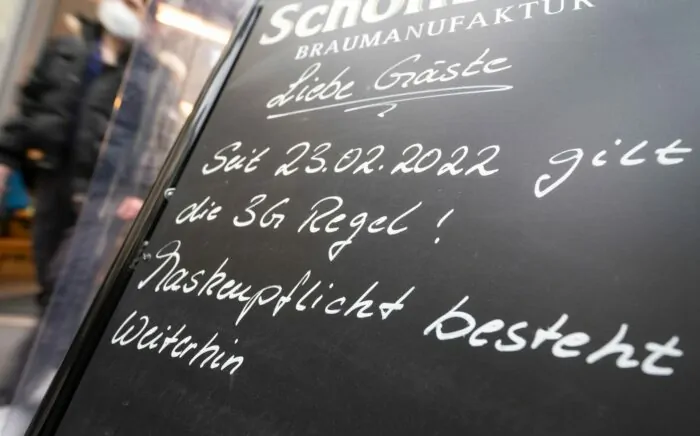 BRAUMANUFAKTUR
Liebe Gäste
Seit 23.02.2022 gilt
die 3G Regel!
Maskenpflicht besteht
Weiterhin